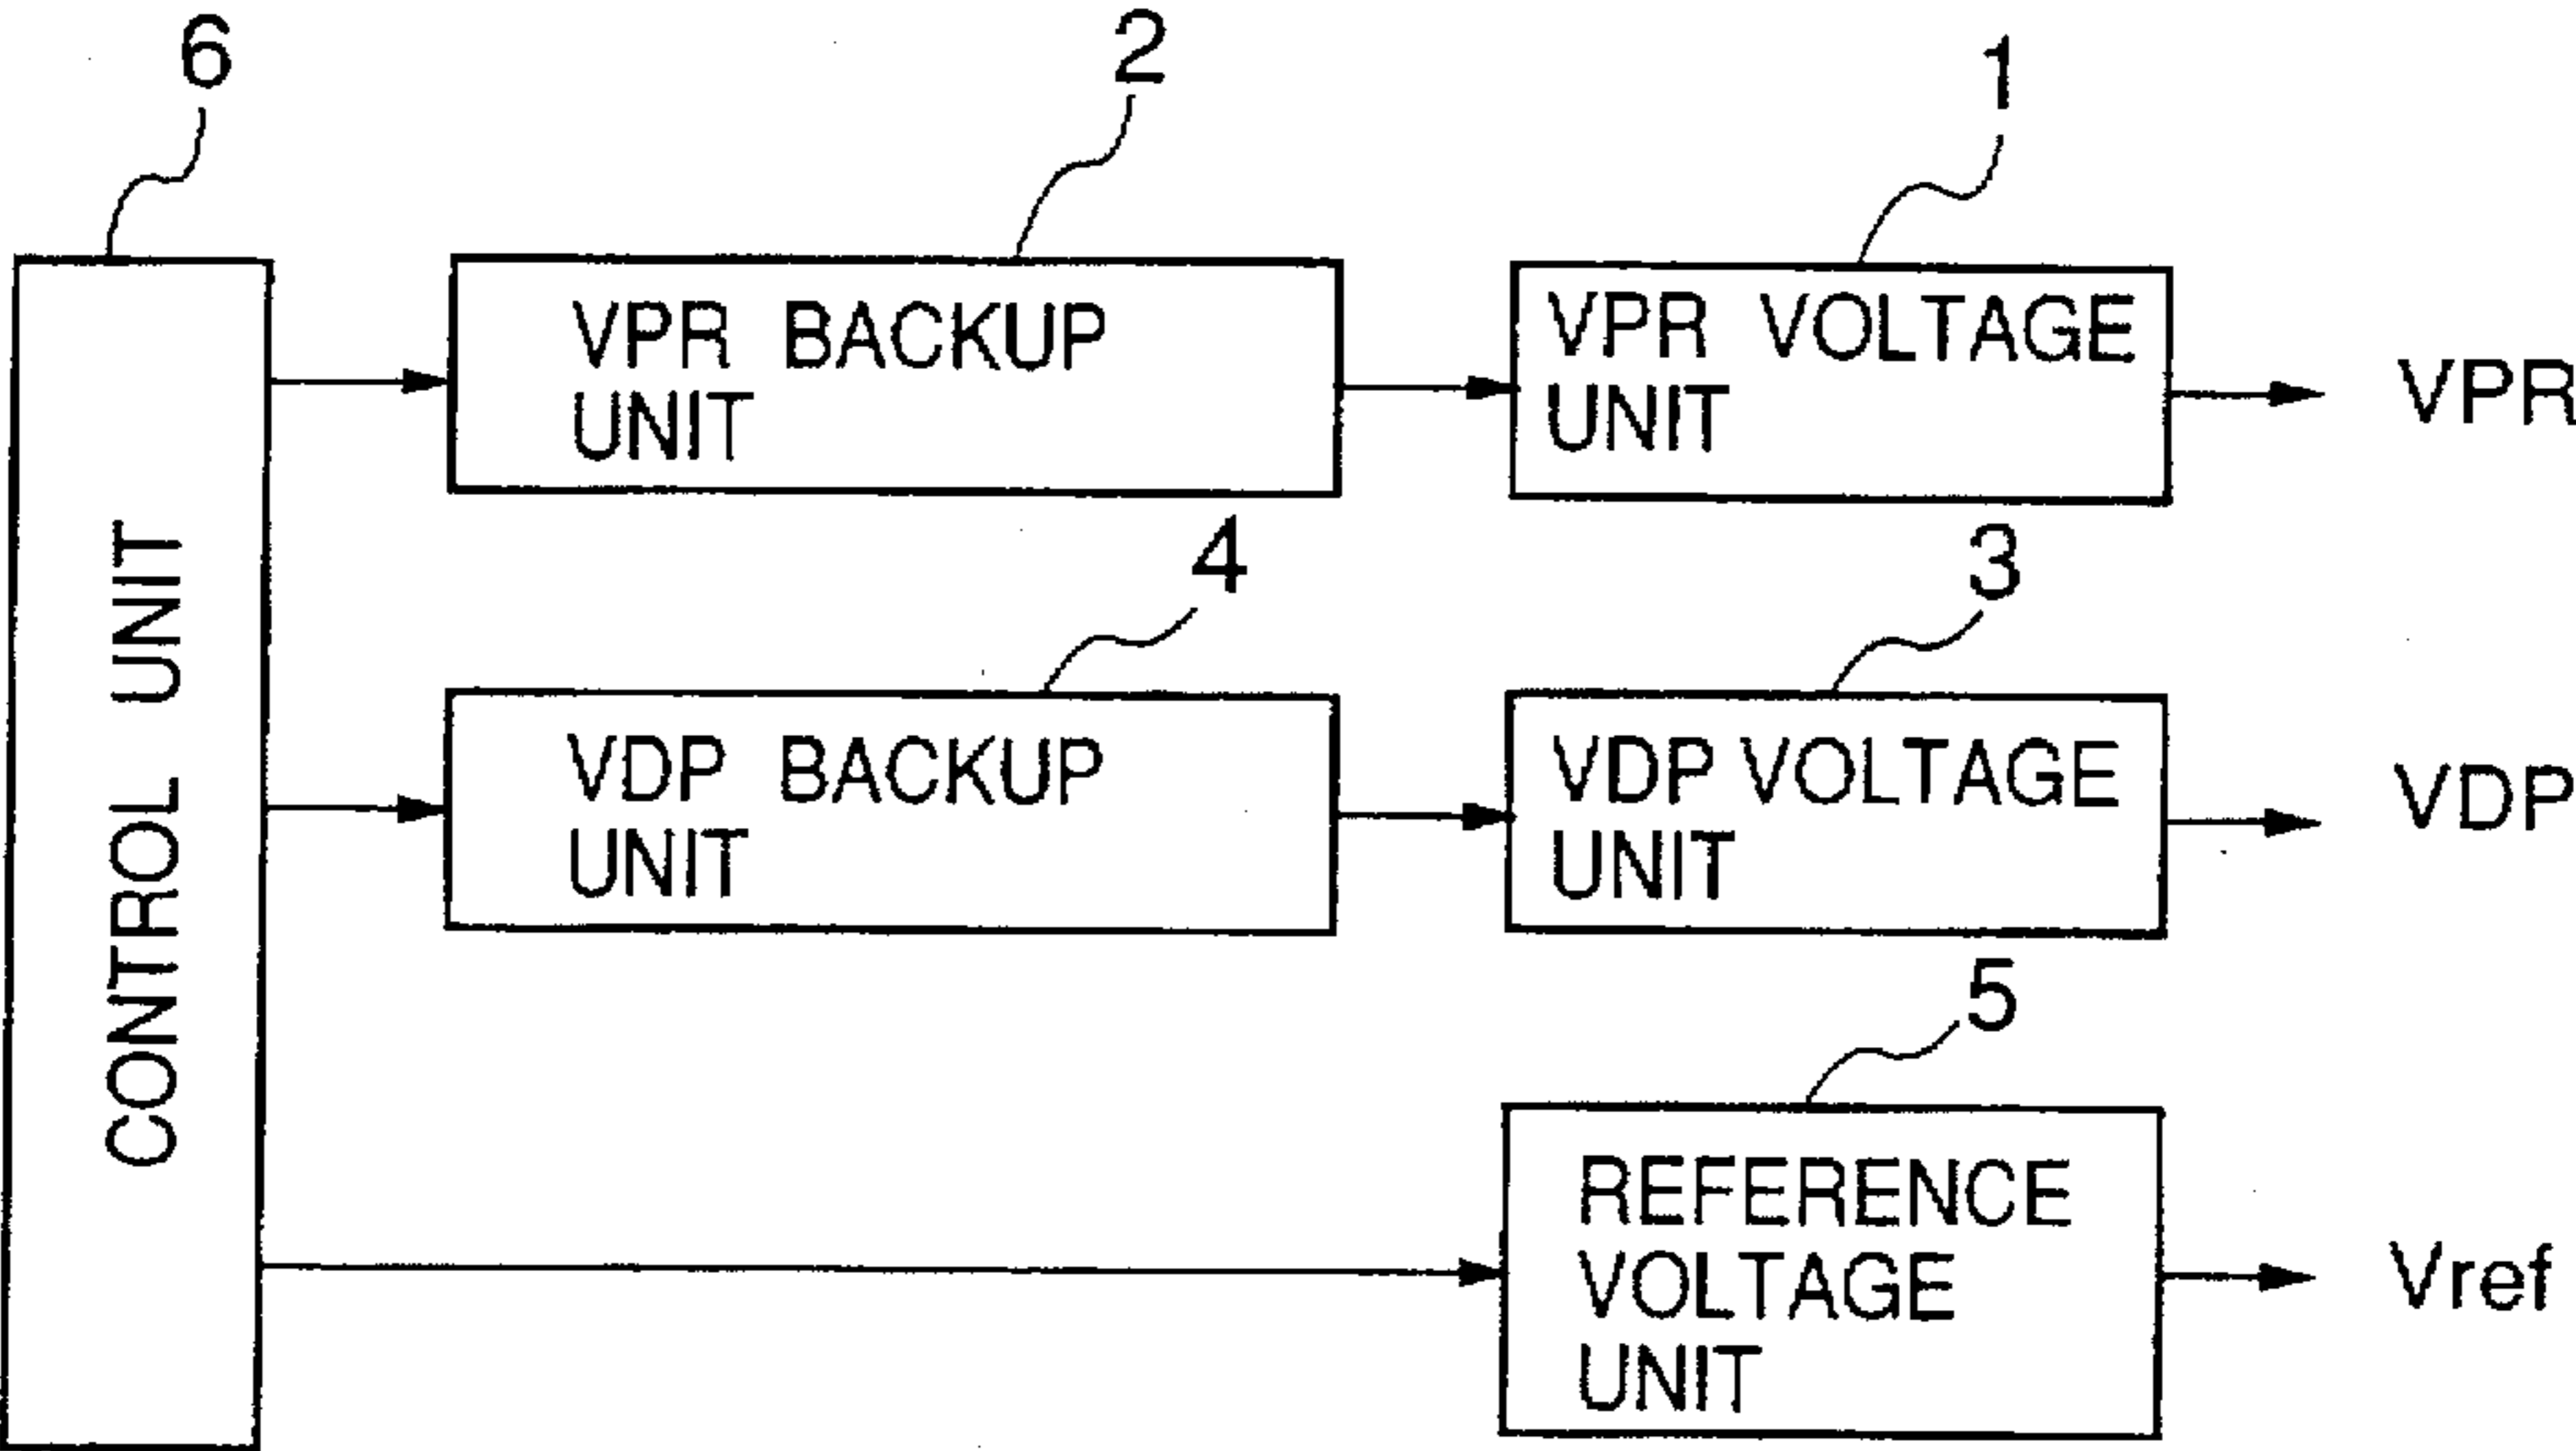 6
2
1
VPR BACKUP
UNIT
VPR VOLTAGE
UNIT
VPR
CONTROL UNIT
4
3
VDP BACKUP
UNIT
VDP VOLTAGE
UNIT
VDP
5
REFERENCE
VOLTAGE
UNIT
Vref